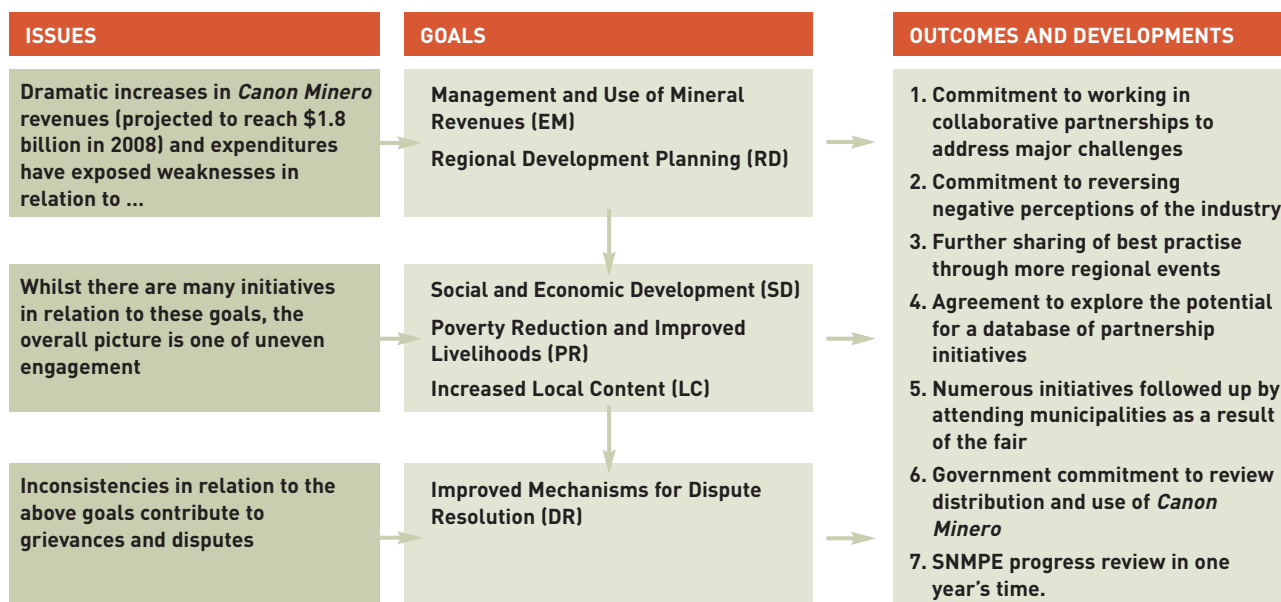 ISSUES
Dramatic increases in Canon Minero
revenues (projected to reach $1.8
billion in 2008) and expenditures
have exposed weaknesses in
relation to ...
Whilst there are many initiatives
in relation to these goals, the
overall picture is one of uneven
engagement
Inconsistencies in relation to the
above goals contribute to
grievances and disputes
GOALS
Management and Use of Mineral
Revenues (EM)
Regional Development Planning (RD)
Social and Economic Development (SD)
Poverty Reduction and Improved
Livelihoods (PR)
Increased Local Content (LC)
Improved Mechanisms for Dispute
Resolution (DR)
OUTCOMES AND DEVELOPMENTS
1. Commitment to working in
collaborative partnerships to
address major challenges
2. Commitment to reversing
negative perceptions of the industry
3. Further sharing of best practise
through more regional events
4. Agreement to explore the potential
for a database of partnership
initiatives
5. Numerous initiatives followed up by
attending municipalities as a result
of the fair
6. Government commitment to review
distribution and use of Canon
Minero
7. SNMPE progress review in one
year's time.